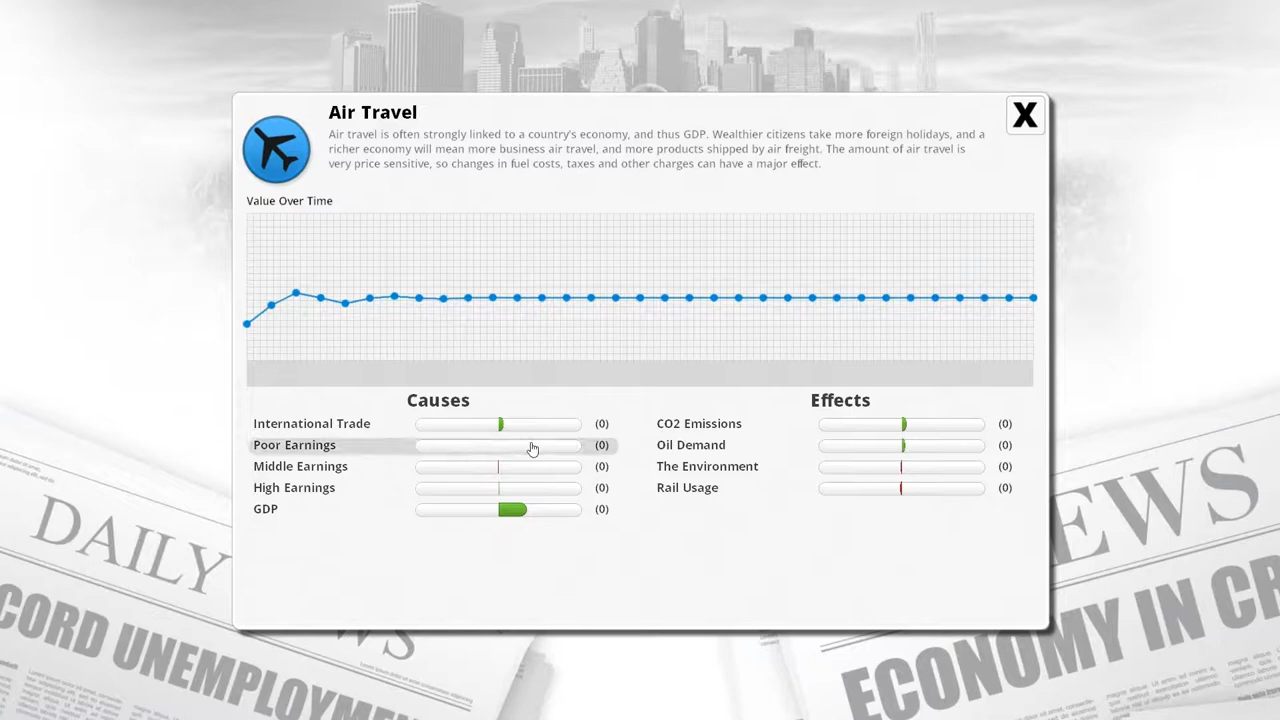 Air Travel
Air travel is often strongly linked to a country's economy, and thus GDP. Wealthier citizens take more foreign holidays, and a
richer economy will mean more business air travel, and more products shipped by air freight. The amount of air travel is
very price sensitive, so changes in fuel costs, taxes and other charges can have a major effect.
X
Value Over Time
Causes
International Trade (0)
Poor Earnings (0)
Middle Earnings (0)
High Earnings (0)
GDP (0)
Effects
CO2 Emissions (0)
Oil Demand (0)
The Environment (0)
Rail Usage (0)
DAILY
NEWS
CORD UNEMPLOYME
EWS
ECONOMY IN CR